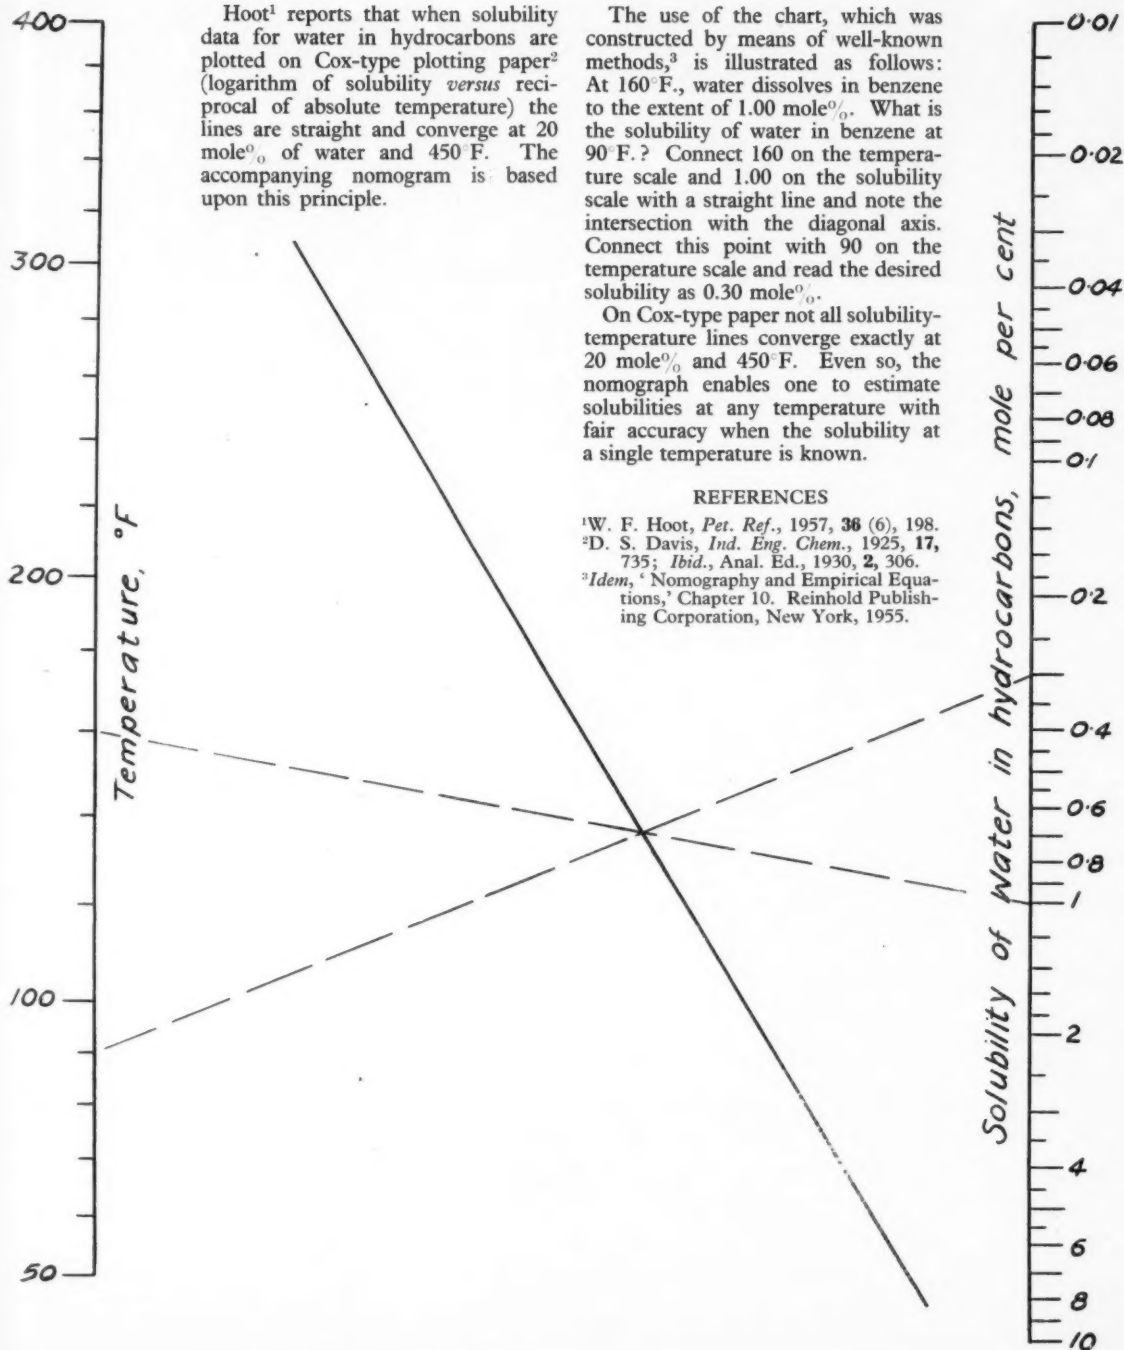 Hoot¹ reports that when solubility
data for water in hydrocarbons are
plotted on Cox-type plotting paper²
(logarithm of solubility versus reci-
procal of absolute temperature) the
lines are straight and converge at 20
mole% of water and 450°F. The
accompanying nomogram is based
upon this principle.
The use of the chart, which was
constructed by means of well-known
methods,³ is illustrated as follows:
At 160°F., water dissolves in benzene
to the extent of 1.00 mole%. What is
the solubility of water in benzene at
90°F.? Connect 160 on the tempera-
ture scale and 1.00 on the solubility
scale with a straight line and note the
intersection with the diagonal axis.
Connect this point with 90 on the
temperature scale and read the desired
solubility as 0.30 mole%.
On Cox-type paper not all solubility-
temperature lines converge exactly at
20 mole% and 450°F. Even so, the
nomograph enables one to estimate
solubilities at any temperature with
fair accuracy when the solubility at
a single temperature is known.
REFERENCES
¹W. F. Hoot, Pet. Ref., 1957, 36 (6), 198.
²D. S. Davis, Ind. Eng. Chem., 1925, 17,
735; Ibid., Anal. Ed., 1930, 2, 306.
³Idem, ‘ Nomography and Empirical Equa-
tions,’ Chapter 10. Reinhold Publish-
ing Corporation, New York, 1955.
400
300
200
100
50
Temperature, °F
Solubility of water in hydrocarbons, mole per cent
0·01
0·02
0·04
0·06
0·08
0·1
0·2
0·4
0·6
0·8
1
2
4
6
8
10